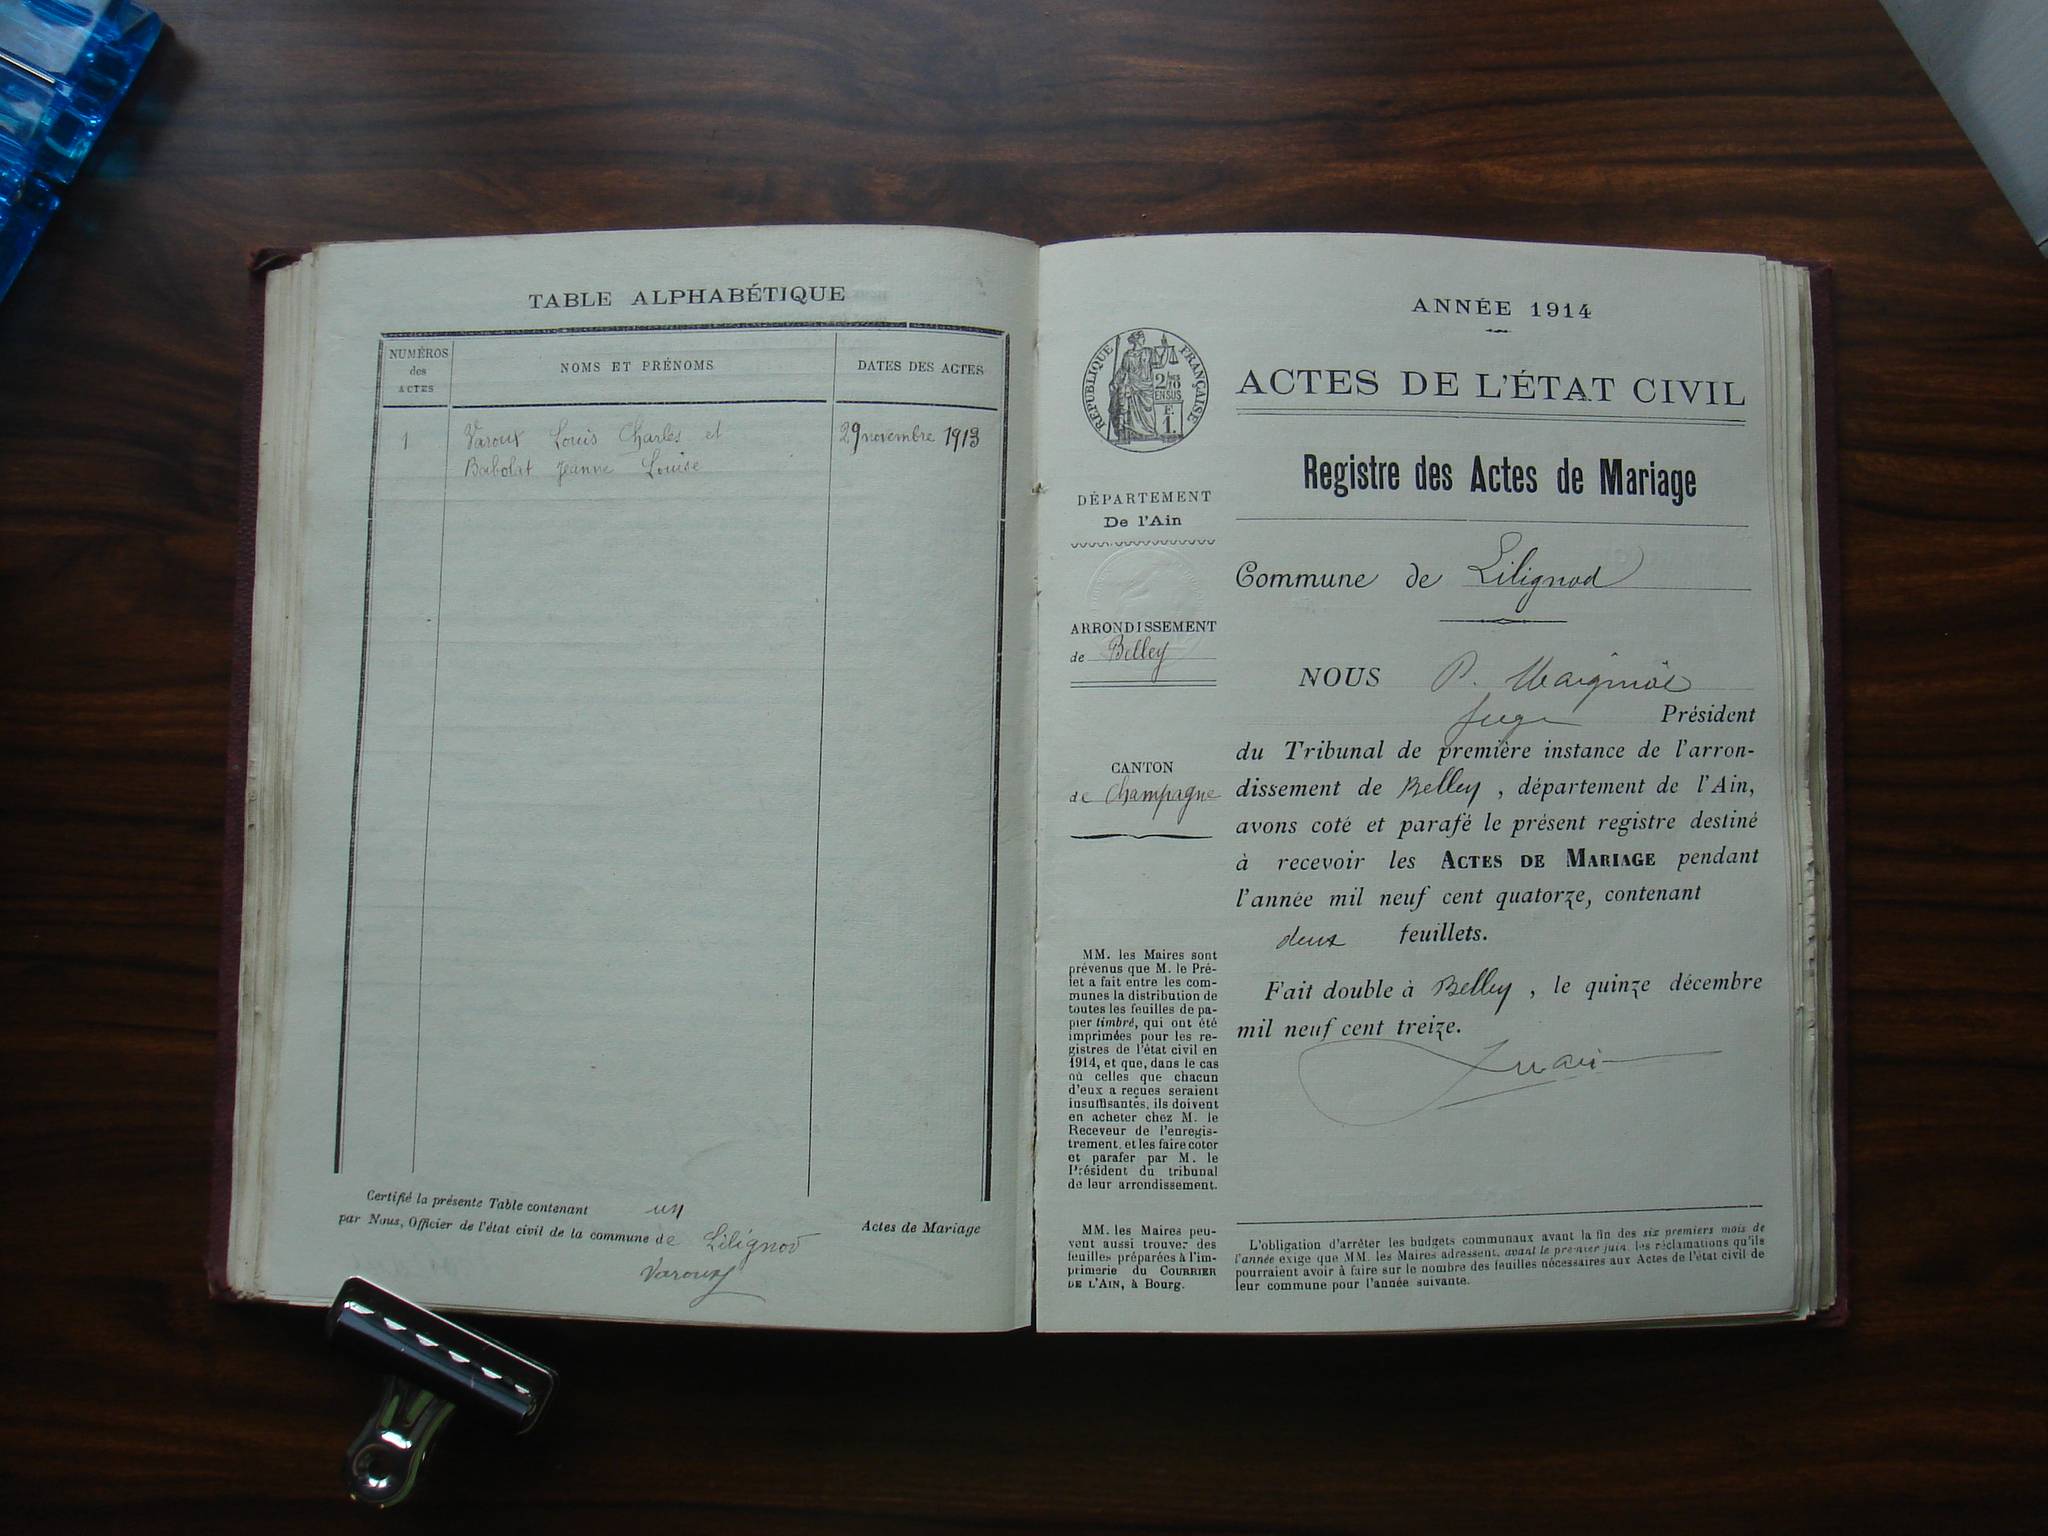 TABLE ALPHABÉTIQUE
NUMÉROS
des
ACTES
NOMS ET PRÉNOMS
DATES DES ACTES
1
Varoux Louis Charles et
29 novembre 1913
Barbolat Jeanne Louise
Certifié la présente Table contenant un
Actes de Mariage
par Nous, Officier de l'état civil de la commune de Lilignod
Varoux
ANNÉE 1914
RÉPUBLIQUE FRANÇAISE
ACTES DE L'ÉTAT CIVIL
Registre des Actes de Mariage
DÉPARTEMENT
De l'Ain
Commune de Lilignod
ARRONDISSEMENT
de Belley
NOUS P.
Juge Président
du Tribunal de première instance de l'arron-
CANTON
de Champagne
dissement de Belley, département de l'Ain,
avons coté et parafé le présent registre destiné
à recevoir les ACTES DE MARIAGE pendant
l'année mil neuf cent quatorze, contenant
deux feuillets.
Fait double à Belley, le quinze décembre
mil neuf cent treize.
MM. les Maires sont
prévenus que M. le Pré-
fet a fait entre les com-
munes la distribution de
toutes les feuilles de pa-
pier timbré, qui ont été
imprimées pour les re-
gistres de l'état civil en
1914, et que, dans le cas
où celles que chacun
d'eux a reçues seraient
insuffisantes, ils doivent
en acheter chez M. le
Receveur de l'enregis-
trement, et les faire coter
et parafer par M. le
Président du tribunal
de leur arrondissement.
MM. les Maires peu-
vent aussi trouver des
feuilles préparées à l'im-
primerie du COURRIER
DE L'AIN, à Bourg.
L'obligation d'arrêter les budgets communaux avant la fin des six premiers mois de
l'année exige que MM. les Maires adressent, avant le premier juin, les réclamations qu'ils
pourraient avoir à faire sur le nombre des feuilles nécessaires aux Actes de l'état civil de
leur commune pour l'année suivante.